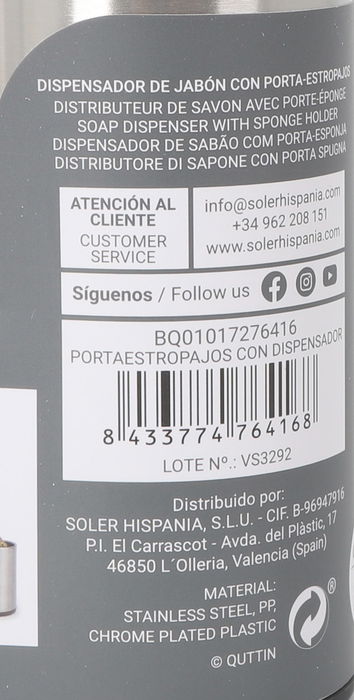 DISPENSADOR DE JABÓN CON PORTA-ESTROPAJOS
DISTRIBUTEUR DE SAVON AVEC PORTE-ÉPONGE
SOAP DISPENSER WITH SPONGE HOLDER
DISPENSADOR DE SABÃO COM PORTA-ESPONJA
DISTRIBUTORE DI SAPONE CON PORTA SPUGNA
ATENCIÓN AL
CLIENTE
CUSTOMER
SERVICE
info@solerhispania.com
+34 962 208 151
www.solerhispania.com
Síguenos / Follow us
BQ01017276416
PORTAESTROPAJOS CON DISPENSADOR
8 433774 764168
LOTE Nº.: VS3292
Distribuido por:
SOLER HISPANIA, S.L.U. - CIF. B-96947916
P.I. El Carrascot - Avda. del Plàstic, 17
46850 L´Olleria, Valencia (Spain)
MATERIAL:
STAINLESS STEEL, PP,
CHROME PLATED PLASTIC
®
© QUTTIN